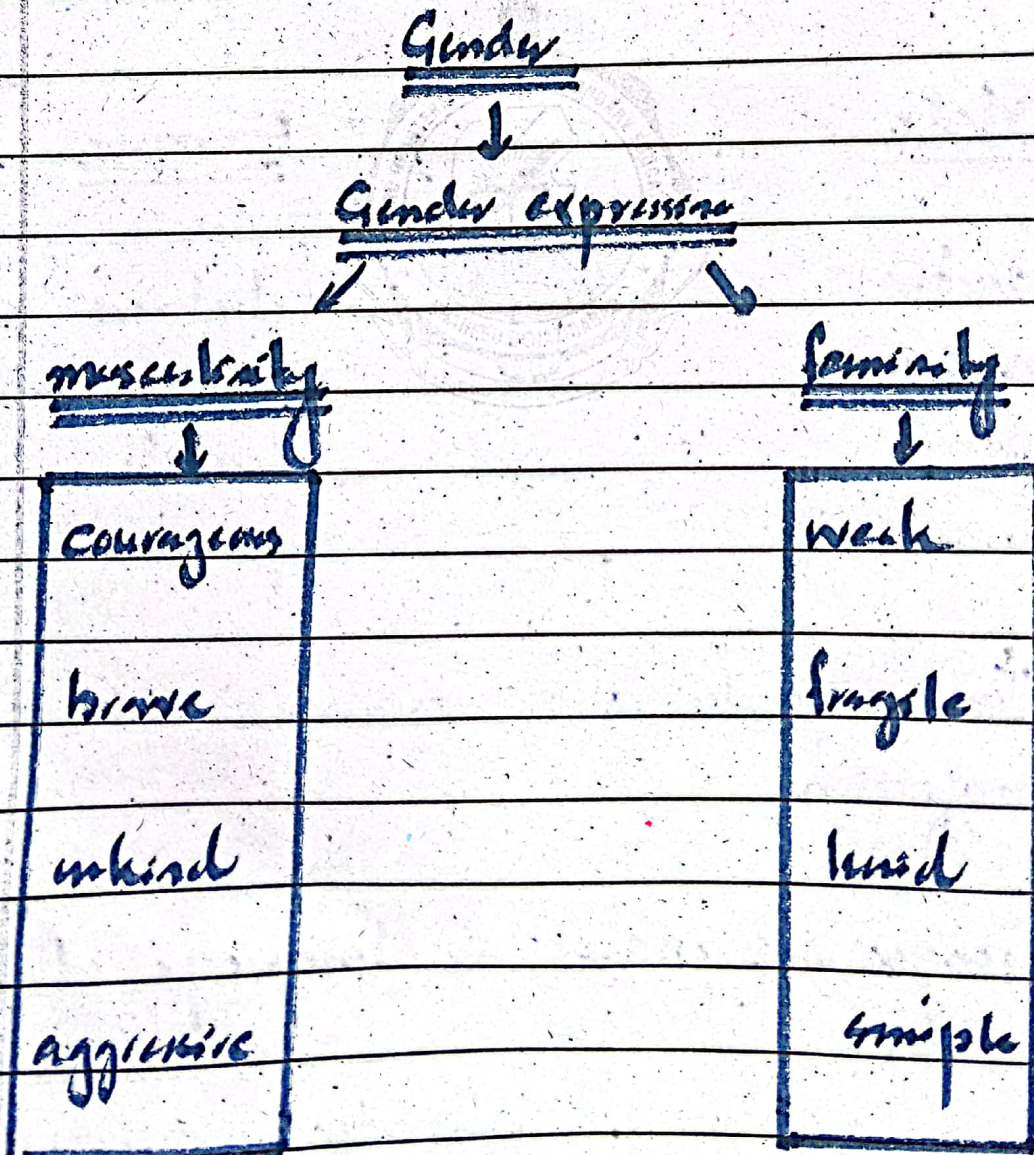 Gender
Gender expression
masculinity feminity
courageous weak
brave fragile
unkind kind
aggressive simple